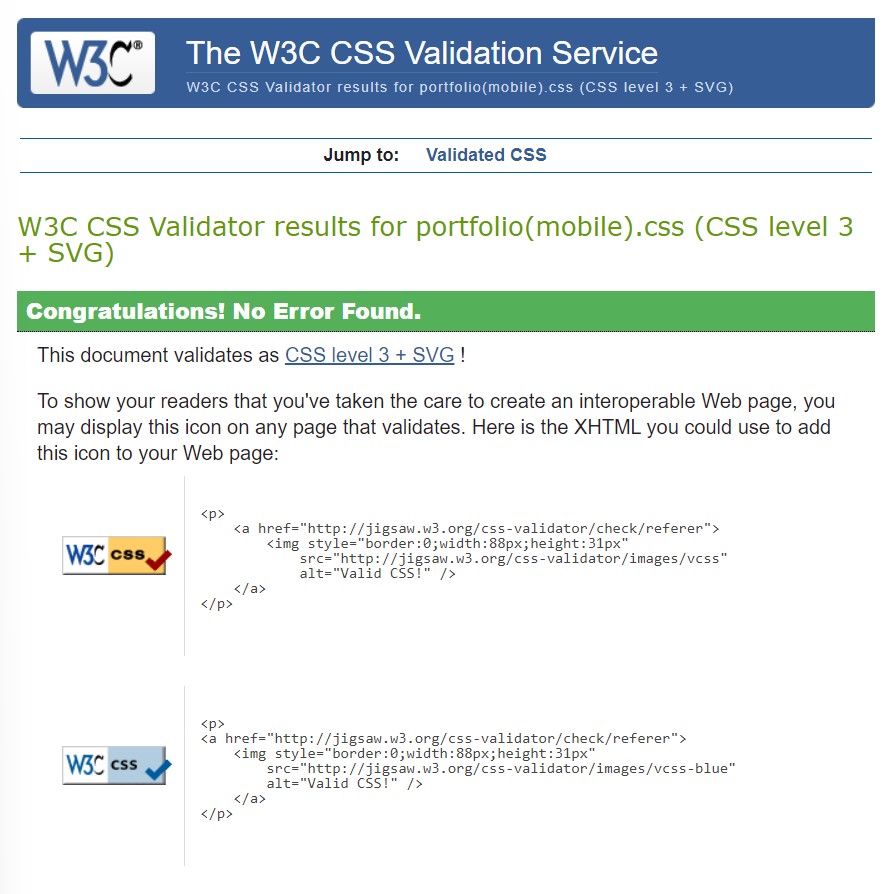 W3C®
The W3C CSS Validation Service
W3C CSS Validator results for portfolio(mobile).css (CSS level 3 + SVG)
Jump to: Validated CSS
W3C CSS Validator results for portfolio(mobile).css (CSS level 3
+ SVG)
Congratulations! No Error Found.
This document validates as CSS level 3 + SVG !
To show your readers that you've taken the care to create an interoperable Web page, you
may display this icon on any page that validates. Here is the XHTML you could use to add
this icon to your Web page:
W3C css
<p>
    <a href="http://jigsaw.w3.org/css-validator/check/referer">
        <img style="border:0;width:88px;height:31px"
            src="http://jigsaw.w3.org/css-validator/images/vcss"
            alt="Valid CSS!" />
    </a>
</p>
W3C css
<p>
<a href="http://jigsaw.w3.org/css-validator/check/referer">
    <img style="border:0;width:88px;height:31px"
        src="http://jigsaw.w3.org/css-validator/images/vcss-blue"
        alt="Valid CSS!" />
    </a>
</p>